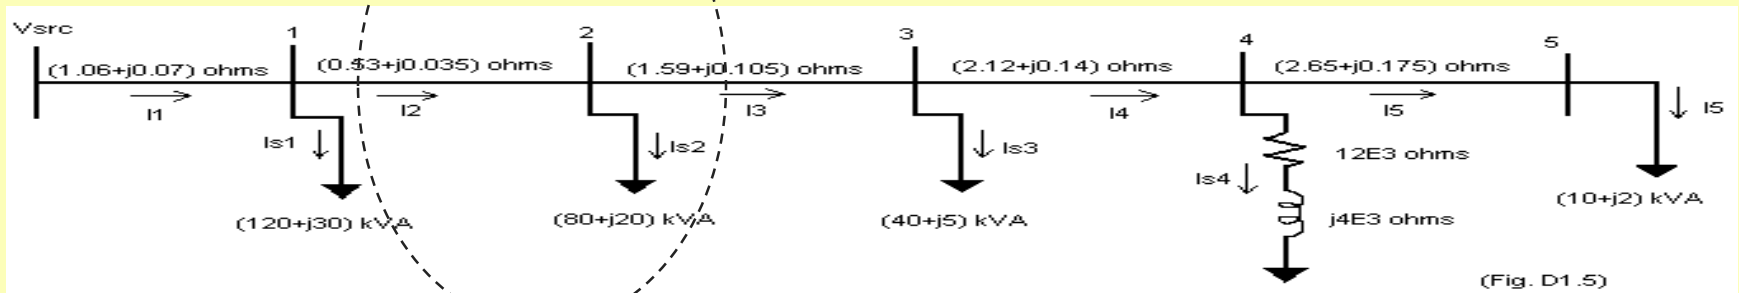 Vsrc
1
2
3
4
5
(1.06+j0.07) ohms
(0.53+j0.035) ohms
(1.59+j0.105) ohms
(2.12+j0.14) ohms
(2.65+j0.175) ohms
I1
I2
I3
I4
I5
I5
Is1
Is2
Is3
Is4
12E3 ohms
j4E3 ohms
(120+j30) kVA
(80+j20) kVA
(40+j5) kVA
(10+j2) kVA
(Fig. D1.5)